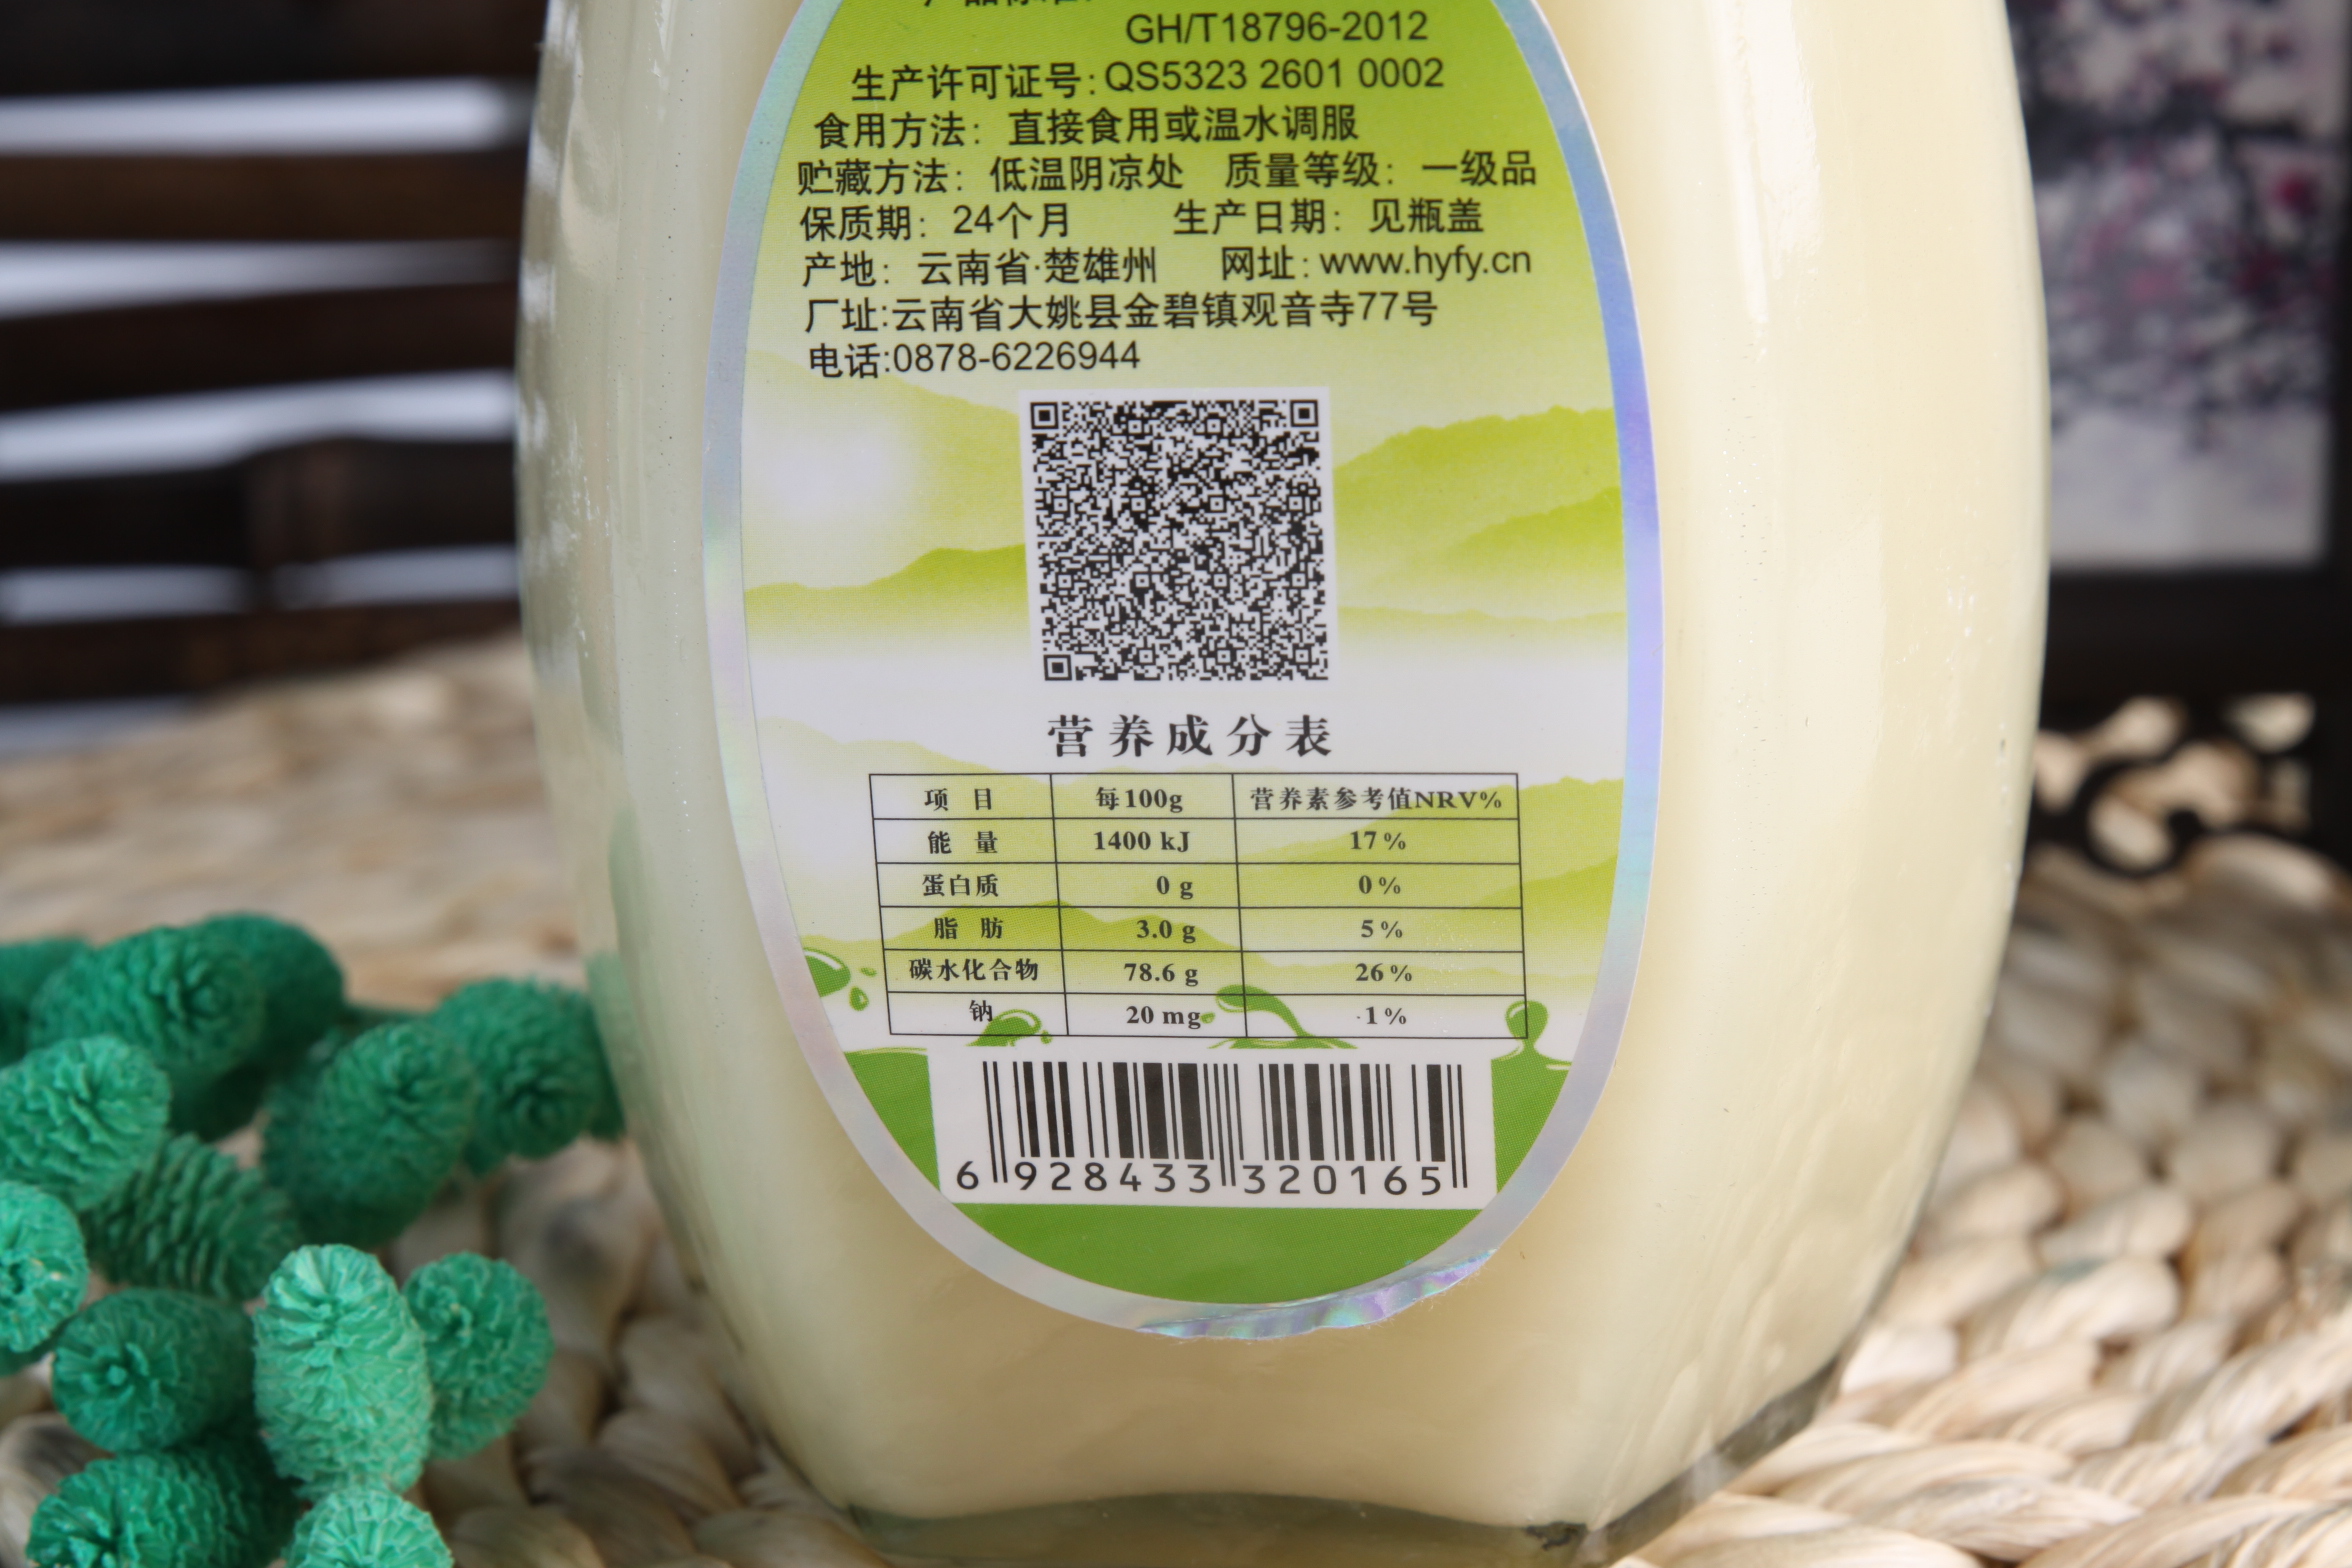 GH/T18796-2012
生产许可证号:QS5323 2601 0002
食用方法: 直接食用或温水调服
贮藏方法: 低温阴凉处 质量等级: 一级品
保质期: 24个月 生产日期: 见瓶盖
产地: 云南省·楚雄州 网址: www.hyfy.cn
厂址:云南省大姚县金碧镇观音寺77号
电话:0878-6226944
营养成分表
项 目 每100g 营养素参考值NRV%
能 量 1400 kJ 17%
蛋白质 0 g 0%
脂 肪 3.0 g 5%
碳水化合物 78.6 g 26%
钠 20 mg 1%
6 928433 320165